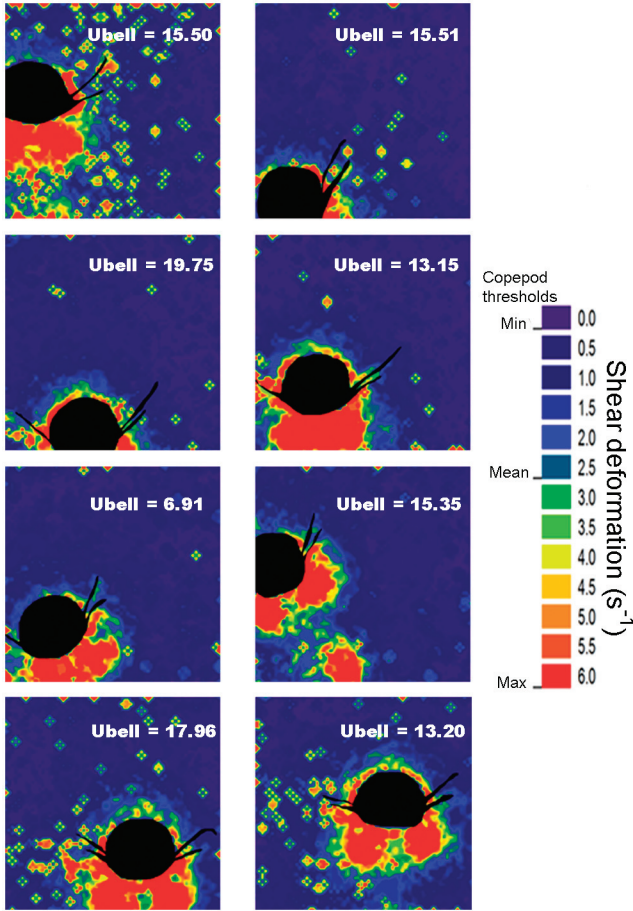 Ubell = 15.50
Ubell = 15.51
Ubell = 19.75
Ubell = 13.15
Ubell = 6.91
Ubell = 15.35
Ubell = 17.96
Ubell = 13.20
Copepod
thresholds
Min
Mean
Max
0.0
0.5
1.0
1.5
2.0
2.5
3.0
3.5
4.0
4.5
5.0
5.5
6.0
Shear deformation (s⁻¹)